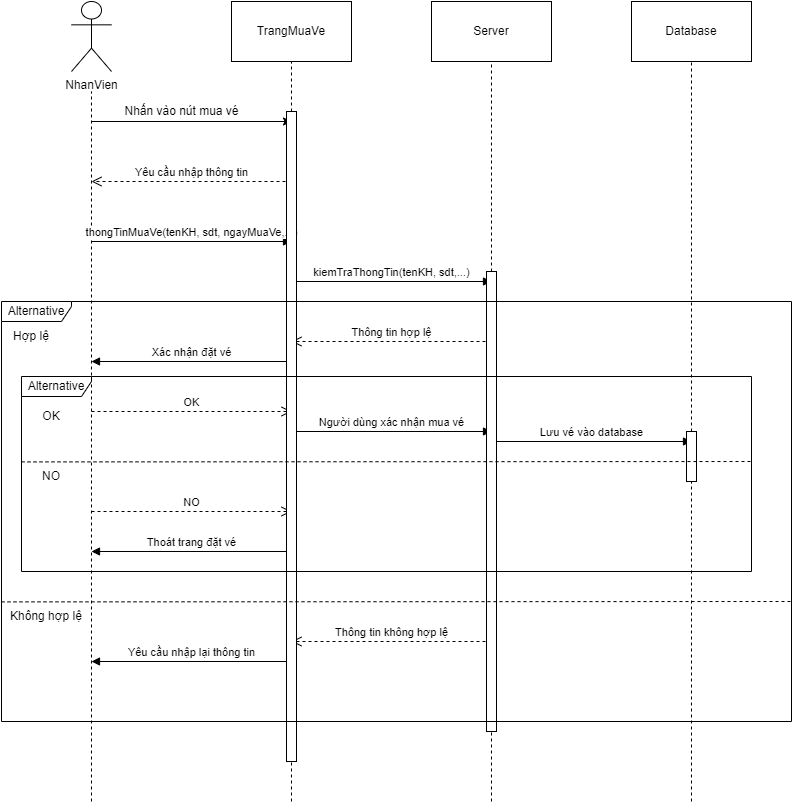 NhanVien
TrangMuaVe
Server
Database
Nhấn vào nút mua vé
Yêu cầu nhập thông tin
thongTinMuaVe(tenKH, sdt, ngayMuaVe,...
kiemTraThongTin(tenKH, sdt,...)
Alternative
Hợp lệ
Thông tin hợp lệ
Xác nhận đặt vé
Alternative
OK
OK
Người dùng xác nhận mua vé
Lưu vé vào database
NO
NO
Thoát trang đặt vé
Không hợp lệ
Thông tin không hợp lệ
Yêu cầu nhập lại thông tin